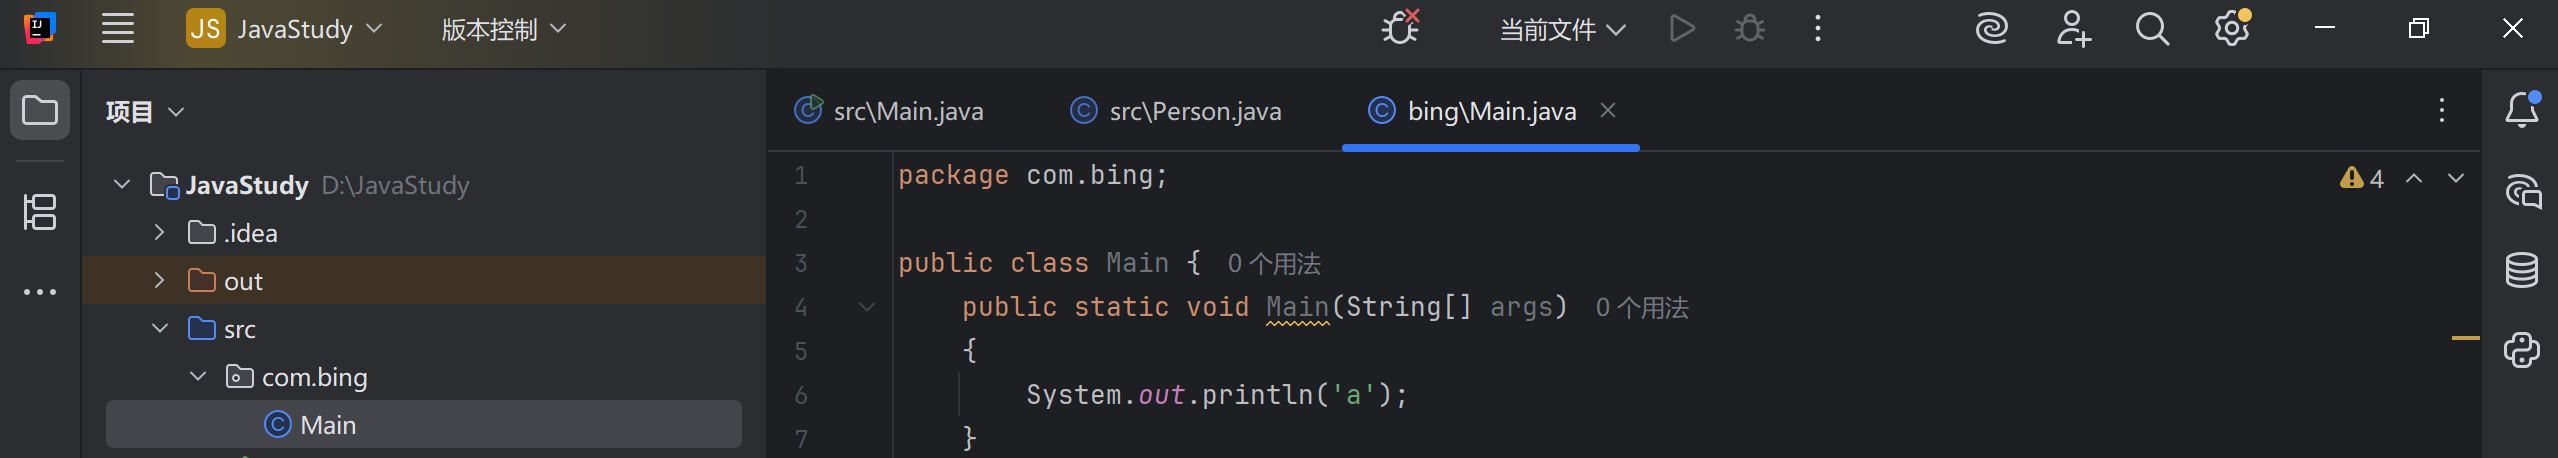 JS JavaStudy 版本控制 当前文件
项目
src\Main.java src\Person.java bing\Main.java
JavaStudy D:\JavaStudy
.idea
out
src
com.bing
Main
4
1 package com.bing;
2
3 public class Main { 0 个用法
4 public static void Main(String[] args) 0 个用法
5 {
6 System.out.println('a');
7 }